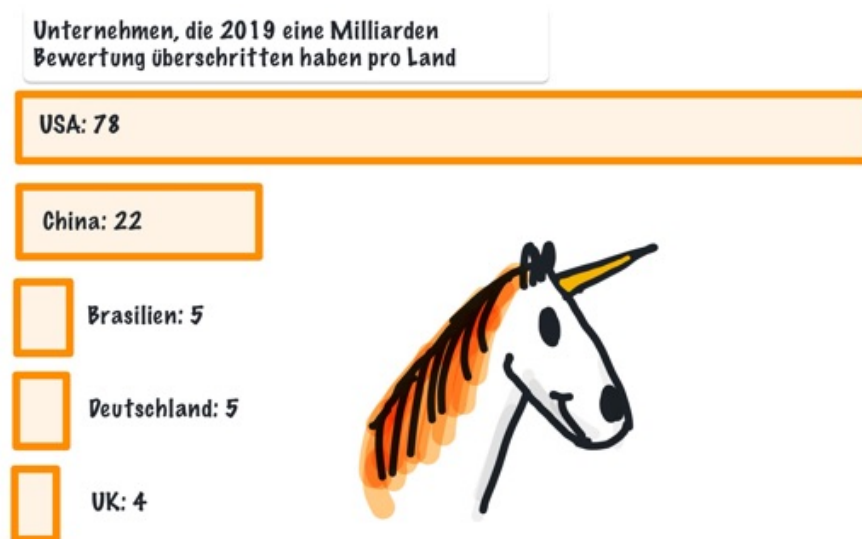 Unternehmen, die 2019 eine Milliarden
Bewertung überschritten haben pro Land
USA: 78
China: 22
Brasilien: 5
Deutschland: 5
UK: 4